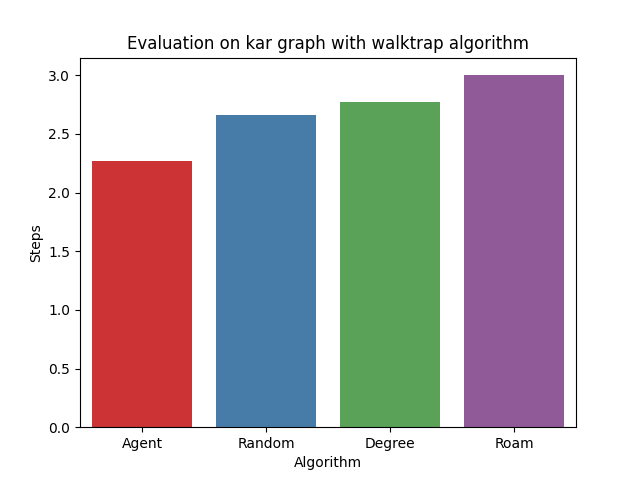 Evaluation on kar graph with walktrap algorithm
3.0
2.5
2.0
1.5
1.0
0.5
0.0
Steps
Agent Random Degree Roam
Algorithm